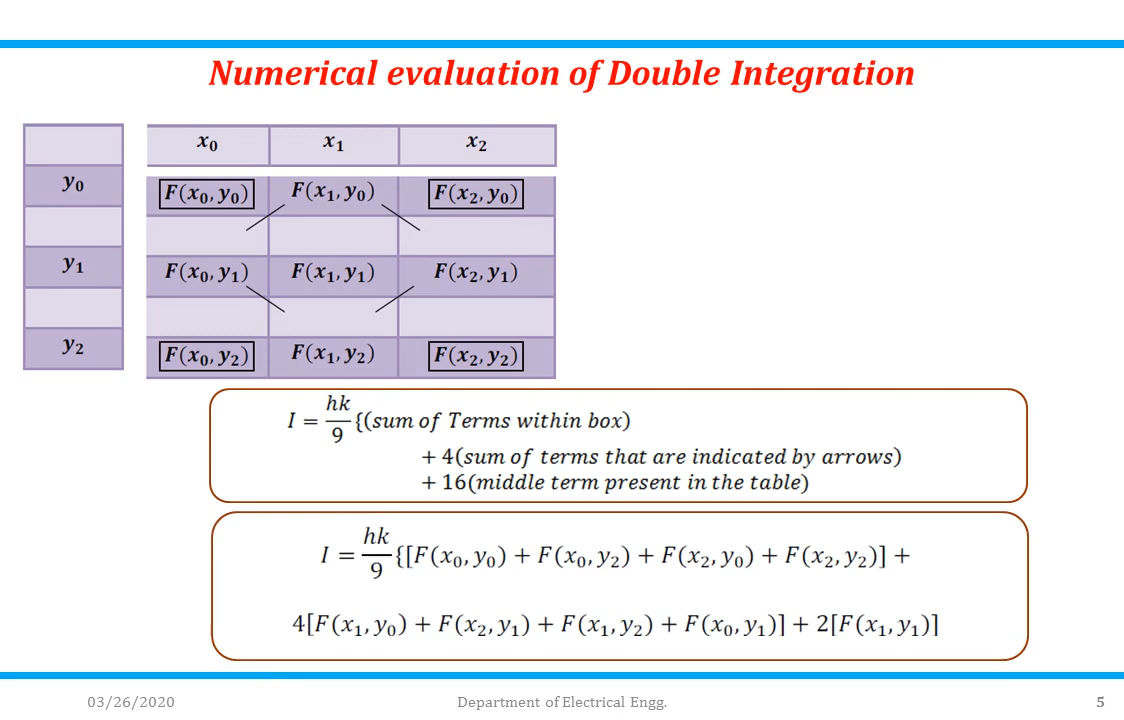 Numerical evaluation of Double Integration
x₀ x₁ x₂
y₀ F(x₀, y₀) F(x₁, y₀) F(x₂, y₀)
y₁ F(x₀, y₁) F(x₁, y₁) F(x₂, y₁)
y₂ F(x₀, y₂) F(x₁, y₂) F(x₂, y₂)
I = hk/9 {(sum of Terms within box)
+ 4(sum of terms that are indicated by arrows)
+ 16(middle term present in the table)
I = hk/9 {[F(x₀, y₀) + F(x₀, y₂) + F(x₂, y₀) + F(x₂, y₂)] +
4[F(x₁, y₀) + F(x₂, y₁) + F(x₁, y₂) + F(x₀, y₁)] + 2[F(x₁, y₁)]
03/26/2020 Department of Electrical Engg. 5